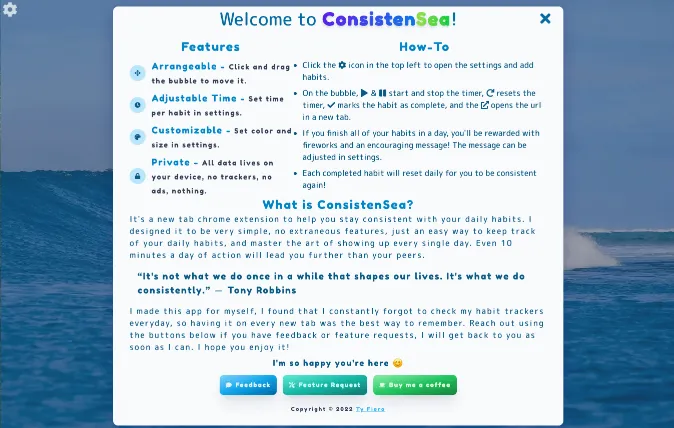 Welcome to ConsistenSea!
Features
Arrangeable - Click and drag
the bubble to move it.
Adjustable Time - Set time
per habit in settings.
Customizable - Set color and
size in settings.
Private - All data lives on
your device, no trackers, no
ads, nothing.
How-To
Click the icon in the top left to open the settings and add
habits.
On the bubble, & start and stop the timer, resets the
timer, marks the habit as complete, and the opens the url
in a new tab.
If you finish all of your habits in a day, you'll be rewarded with
fireworks and an encouraging message! The message can be
adjusted in settings.
Each completed habit will reset daily for you to be consistent
again!
What is ConsistenSea?
It's a new tab chrome extension to help you stay consistent with your daily habits. I
designed it to be very simple, no extraneous features, just an easy way to keep track
of your daily habits, and master the art of showing up every single day. Even 10
minutes a day of action will lead you further than your peers.
“It's not what we do once in a while that shapes our lives. It's what we do
consistently.” — Tony Robbins
I made this app for myself, I found that I constantly forgot to check my habit trackers
everyday, so having it on every new tab was the best way to remember. Reach out using
the buttons below if you have feedback or feature requests, I will get back to you as
soon as I can. I hope you enjoy it!
I'm so happy you're here 😊
Feedback
Feature Request
Buy me a coffee
Copyright © 2022 Ty Fiero